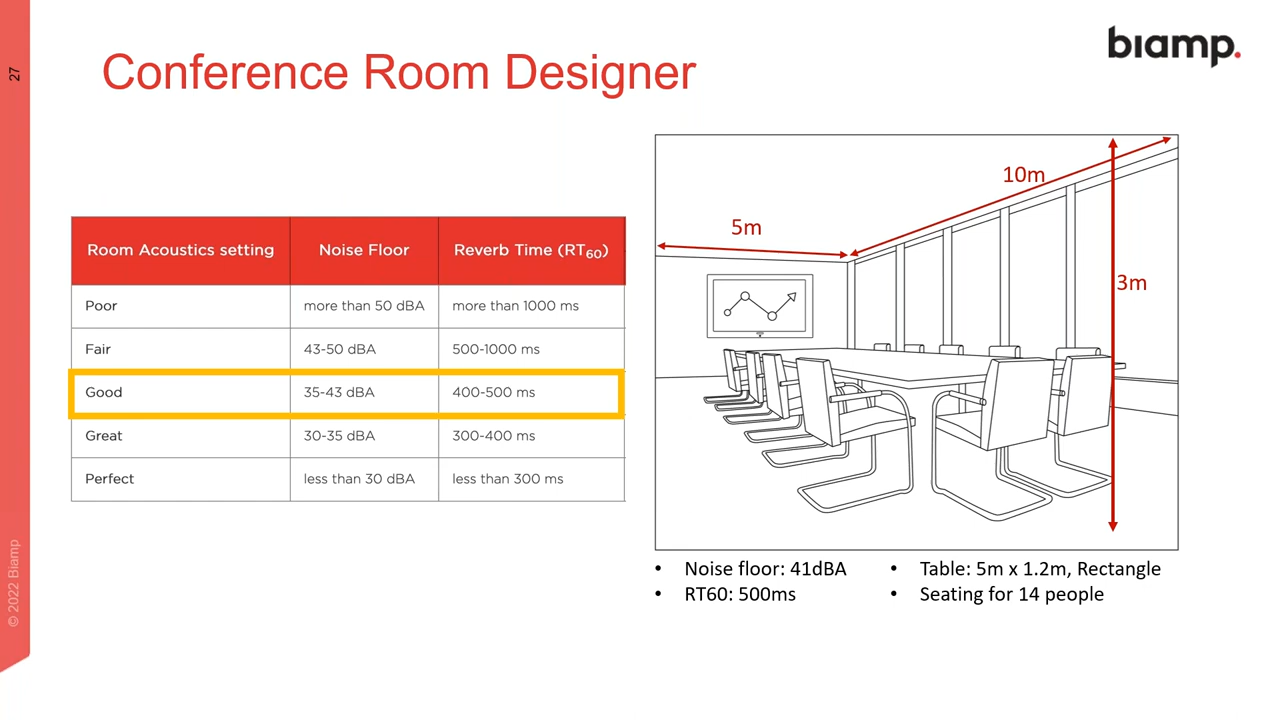 27
Conference Room Designer
biamp.
Room Acoustics setting Noise Floor Reverb Time (RT60)
Poor more than 50 dBA more than 1000 ms
Fair 43-50 dBA 500-1000 ms
Good 35-43 dBA 400-500 ms
Great 30-35 dBA 300-400 ms
Perfect less than 30 dBA less than 300 ms
10m
5m
3m
• Noise floor: 41dBA
• RT60: 500ms
• Table: 5m x 1.2m, Rectangle
• Seating for 14 people
© 2022 Biamp